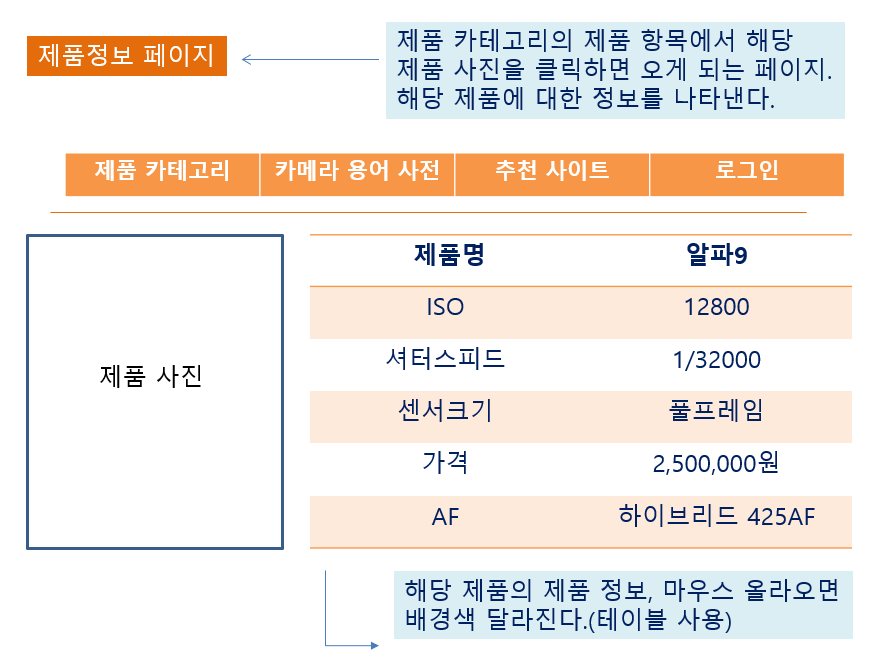 제품정보 페이지
제품 카테고리의 제품 항목에서 해당
제품 사진을 클릭하면 오게 되는 페이지.
해당 제품에 대한 정보를 나타낸다.
제품 카테고리 카메라 용어 사전 추천 사이트 로그인
제품 사진
제품명 알파9
ISO 12800
셔터스피드 1/32000
센서크기 풀프레임
가격 2,500,000원
AF 하이브리드 425AF
해당 제품의 제품 정보, 마우스 올라오면
배경색 달라진다.(테이블 사용)